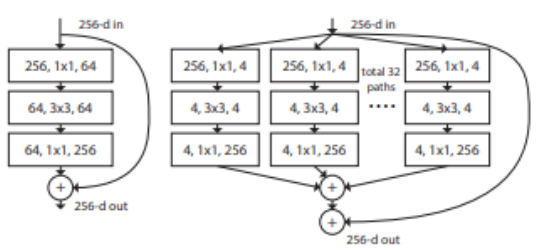 256-d in
256, 1x1, 64
64, 3x3, 64
64, 1x1, 256
+
256-d out
256-d in
256, 1x1, 4
256, 1x1, 4
total 32
paths
....
256, 1x1, 4
4, 3x3, 4
4, 3x3, 4
4, 3x3, 4
4, 1x1, 256
4, 1x1, 256
4, 1x1, 256
+
+
256-d out